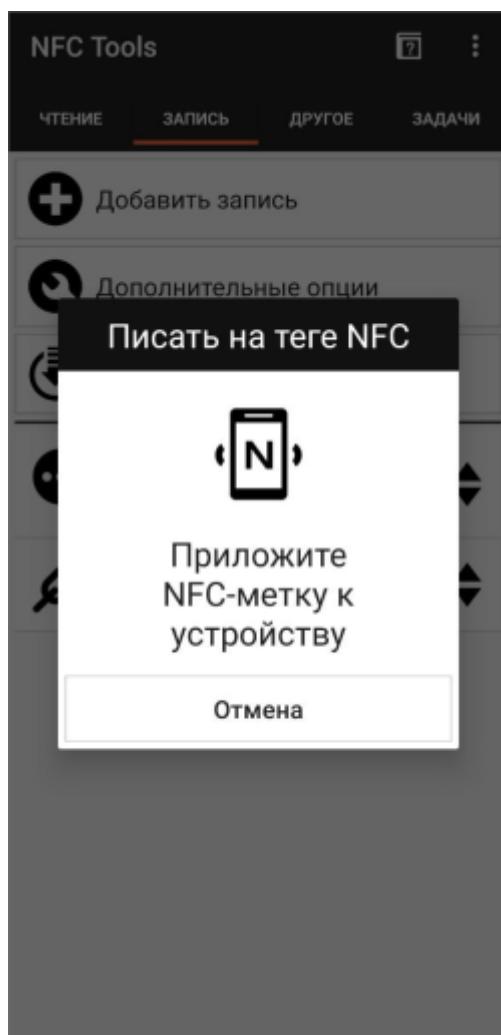 NFC Tools
ЧТЕНИЕ ЗАПИСЬ ДРУГОЕ ЗАДАЧИ
Добавить запись
Дополнительные опции
Писать на теге NFC
N
Приложите
NFC-метку к
устройству
Отмена